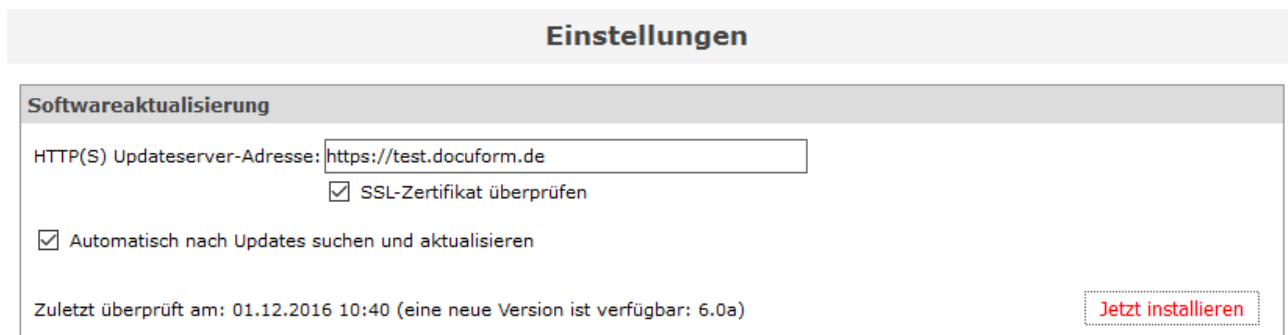 Einstellungen
Softwareaktualisierung
HTTP(S) Updateserver-Adresse: https://test.docuform.de
SSL-Zertifikat überprüfen
Automatisch nach Updates suchen und aktualisieren
Zuletzt überprüft am: 01.12.2016 10:40 (eine neue Version ist verfügbar: 6.0a) Jetzt installieren